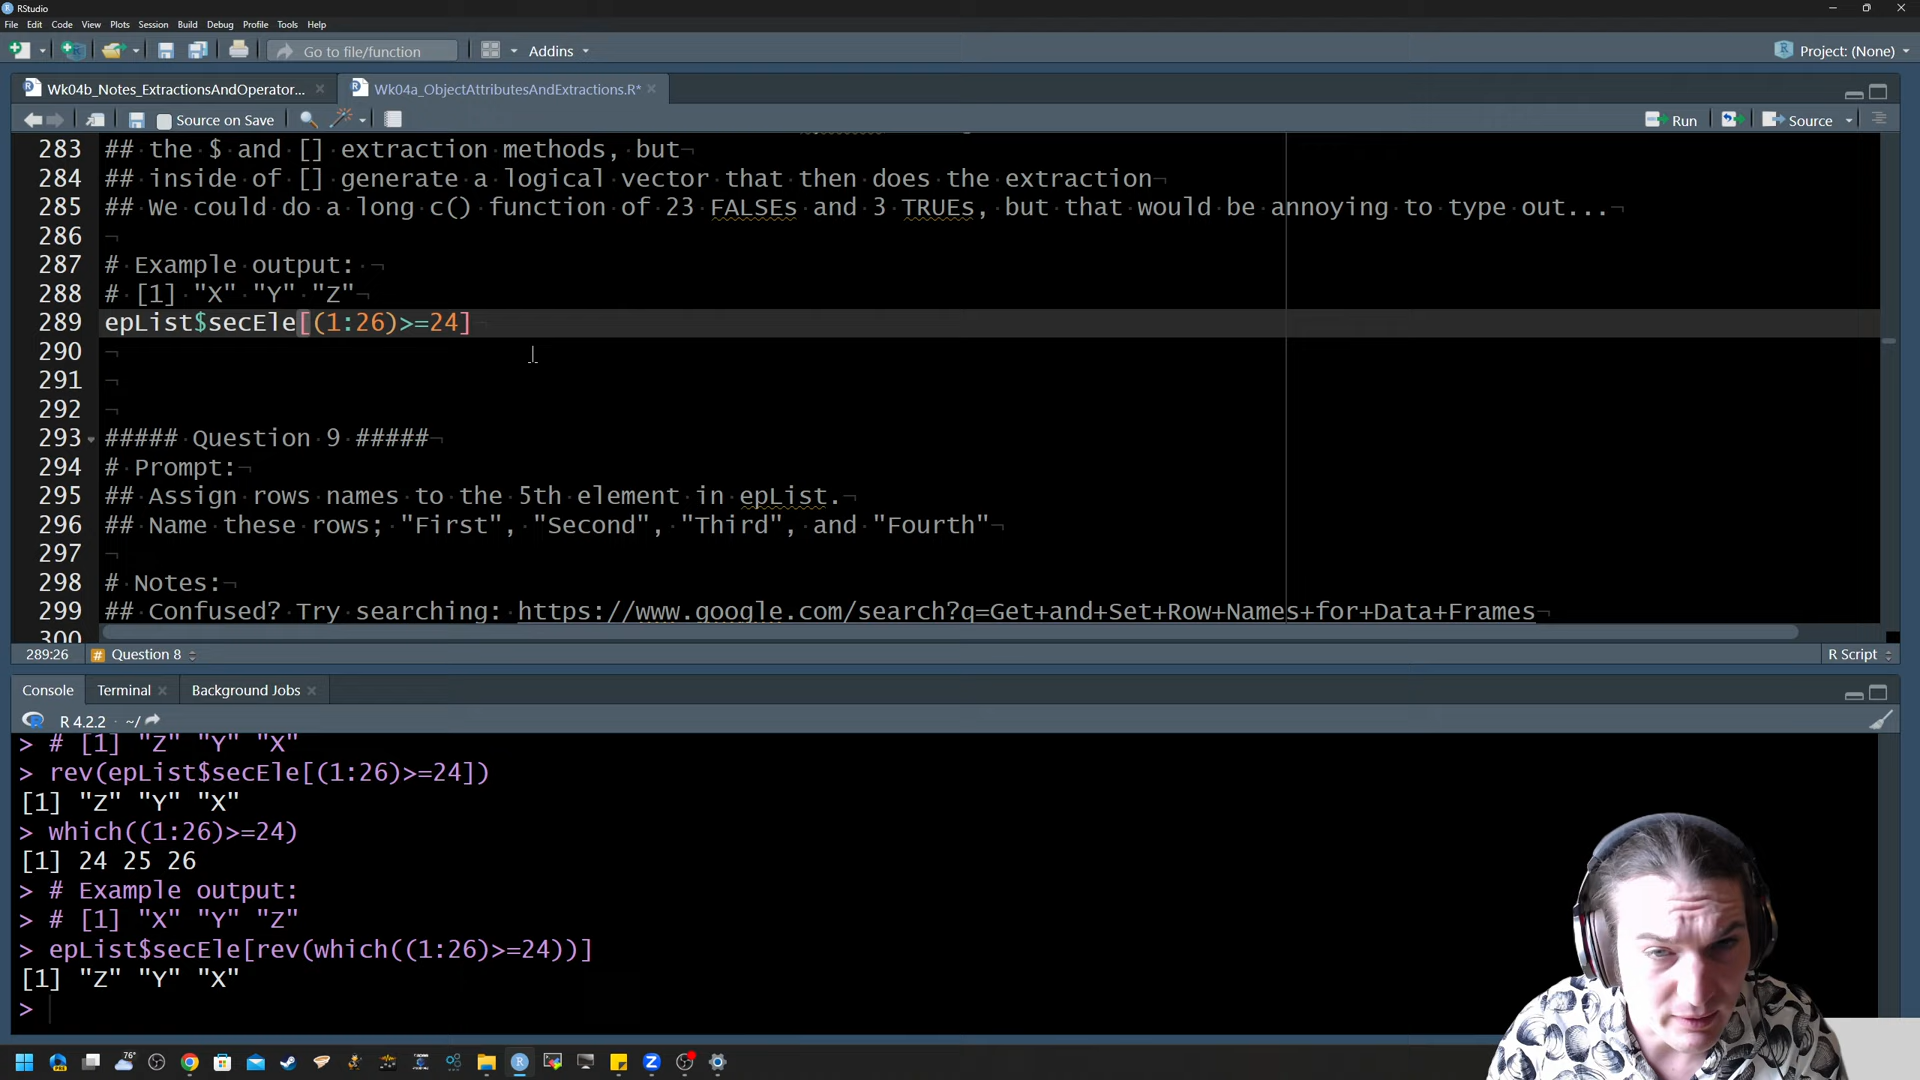 RStudio
File Edit Code View Plots Session Build Debug Profile Tools Help
Go to file/function Addins Project: (None)
Wk04b_Notes_ExtractionsAndOperator... Wk04a_ObjectAttributesAndExtractions.R*
Source on Save Run Source
283 ## the $ and [] extraction methods, but
284 ## inside of [] generate a logical vector that then does the extraction
285 ## We could do a long c() function of 23 FALSEs and 3 TRUEs, but that would be annoying to type out...
286
287 # Example output:
288 # [1] "X" "Y" "Z"
289 epList$secEle[(1:26)>=24]
290
291
292
293 ##### Question 9 #####
294 # Prompt:
295 ## Assign rows names to the 5th element in epList.
296 ## Name these rows; "First", "Second", "Third", and "Fourth"
297
298 # Notes:
299 ## Confused? Try searching: https://www.google.com/search?q=Get+and+Set+Row+Names+for+Data+Frames
300
289:26 # Question 8 R Script
Console Terminal Background Jobs
R 4.2.2 · ~/
> # [1] "Z" "Y" "X"
> rev(epList$secEle[(1:26)>=24])
[1] "Z" "Y" "X"
> which((1:26)>=24)
[1] 24 25 26
> # Example output:
> # [1] "X" "Y" "Z"
> epList$secEle[rev(which((1:26)>=24))]
[1] "Z" "Y" "X"
>
76°